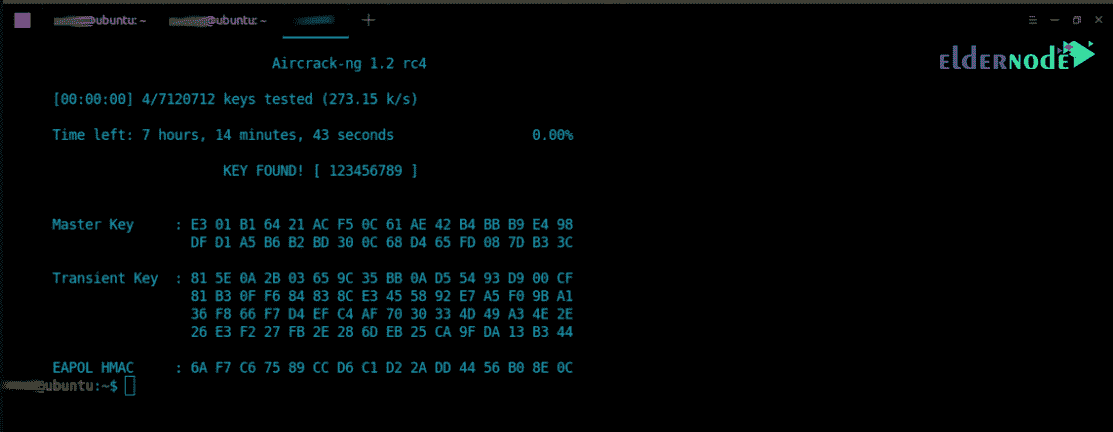 @ubuntu: ~ @ubuntu: ~
ELDERNODE
Aircrack-ng 1.2 rc4
[00:00:00] 4/7120712 keys tested (273.15 k/s)
Time left: 7 hours, 14 minutes, 43 seconds 0.00%
KEY FOUND! [ 123456789 ]
Master Key : E3 01 B1 64 21 AC F5 0C 61 AE 42 B4 BB B9 E4 98
DF D1 A5 B6 B2 BD 30 0C 68 D4 65 FD 08 7D B3 3C
Transient Key : 81 5E 0A 2B 03 65 9C 35 BB 0A D5 54 93 D9 00 CF
81 B3 0F F6 84 83 8C E3 45 58 92 E7 A5 F0 9B A1
36 F8 66 F7 D4 EF C4 AF 70 30 33 4D 49 A3 4E 2E
26 E3 F2 27 FB 2E 28 6D EB 25 CA 9F DA 13 B3 44
EAPOL HMAC : 6A F7 C6 75 89 CC D6 C1 D2 2A DD 44 56 B0 8E 0C
@ubuntu:~$